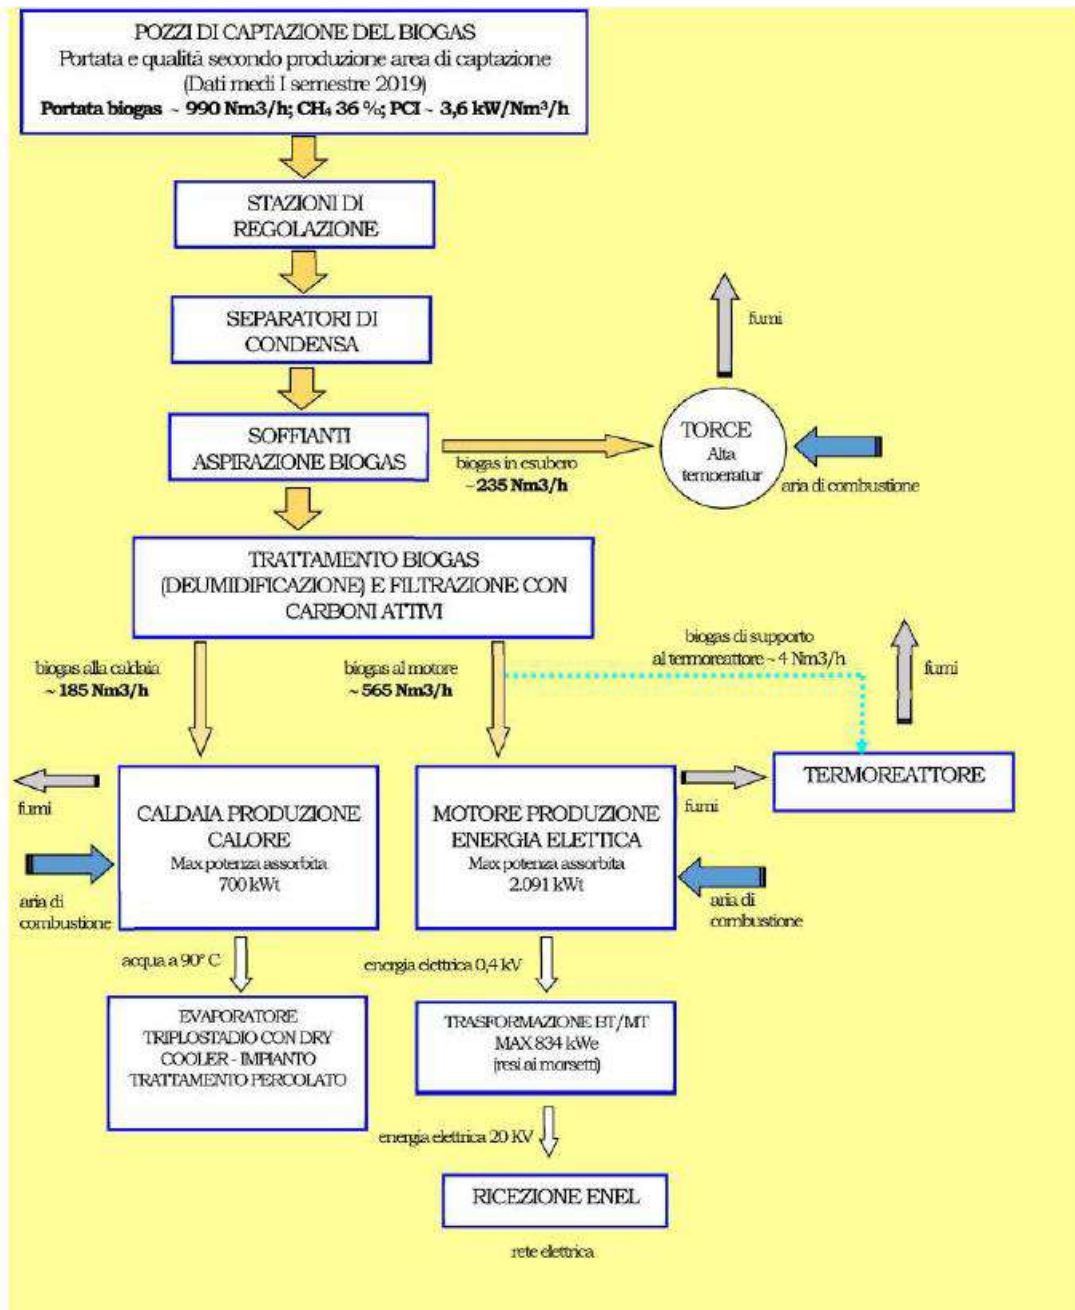 POZZI DI CAPTAZIONE DEL BIOGAS
Portata e qualità secondo produzione area di captazione
(Dati medi I semestre 2019)
Portata biogas ~ 990 Nm3/h; CH₄ 36 %; PCI ~ 3,6 kW/Nm³/h
STAZIONI DI
REGOLAZIONE
SEPARATORI DI
CONDENSA
fumi
SOFFIANTI
ASPIRAZIONE BIOGAS
biogas in esubero
~235 Nm3/h
TORCE
Alta
temperatur
aria di combustione
TRATTAMENTO BIOGAS
(DEUMIDIFICAZIONE) E FILTRAZIONE CON
CARBONI ATTIVI
biogas alla caldaia
~ 185 Nm3/h
biogas al motore
~ 565 Nm3/h
biogas di supporto
al termoreattore ~ 4 Nm3/h
fumi
fumi
CALDAIA PRODUZIONE
CALORE
Max potenza assorbita
700 kWt
aria di
combustione
MOTORE PRODUZIONE
ENERGIA ELETTICA
Max potenza assorbita
2.091 kWt
fumi
TERMOREATTORE
aria di
combustione
acqua a 90° C
energia elettrica 0,4 kV
EVAPORATORE
TRIPLOSTADIO CON DRY
COOLER - IMPIANTO
TRATTAMENTO PERCOLATO
TRASFORMAZIONE BT/MT
MAX 834 kWe
(resi ai morsetti)
energia elettrica 20 KV
RICEZIONE ENEL
rete elettrica